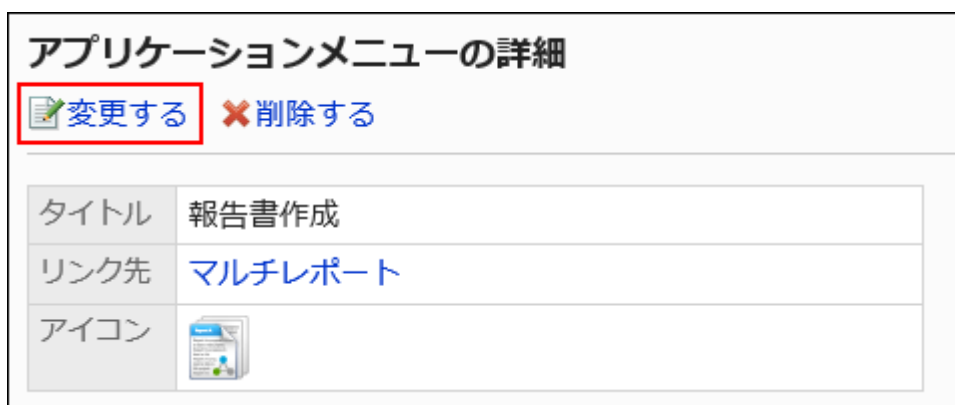 アプリケーションメニューの詳細
変更する 削除する
タイトル 報告書作成
リンク先 マルチレポート
アイコン